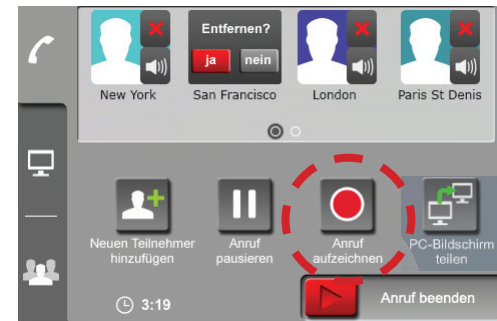 Entfernen?
ja nein
New York San Francisco London Paris St Denis
Neuen Teilnehmer Anruf Anruf PC-Bildschirm
hinzufügen pausieren aufzeichnen teilen
3:19 Anruf beenden